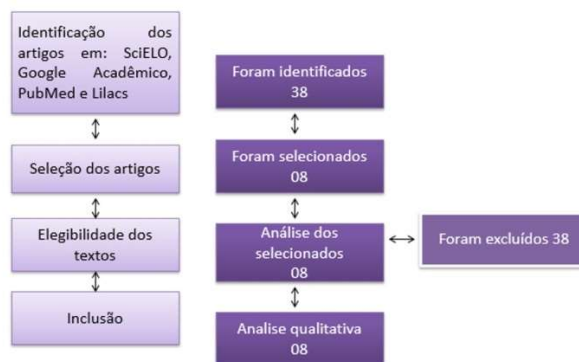 Identificação dos
artigos em: SciELO,
Google Acadêmico,
PubMed e Lilacs
Seleção dos artigos
Elegibilidade dos
textos
Inclusão
Foram identificados
38
Foram selecionados
08
Análise dos
selecionados
08
Foram excluídos 38
Analise qualitativa
08